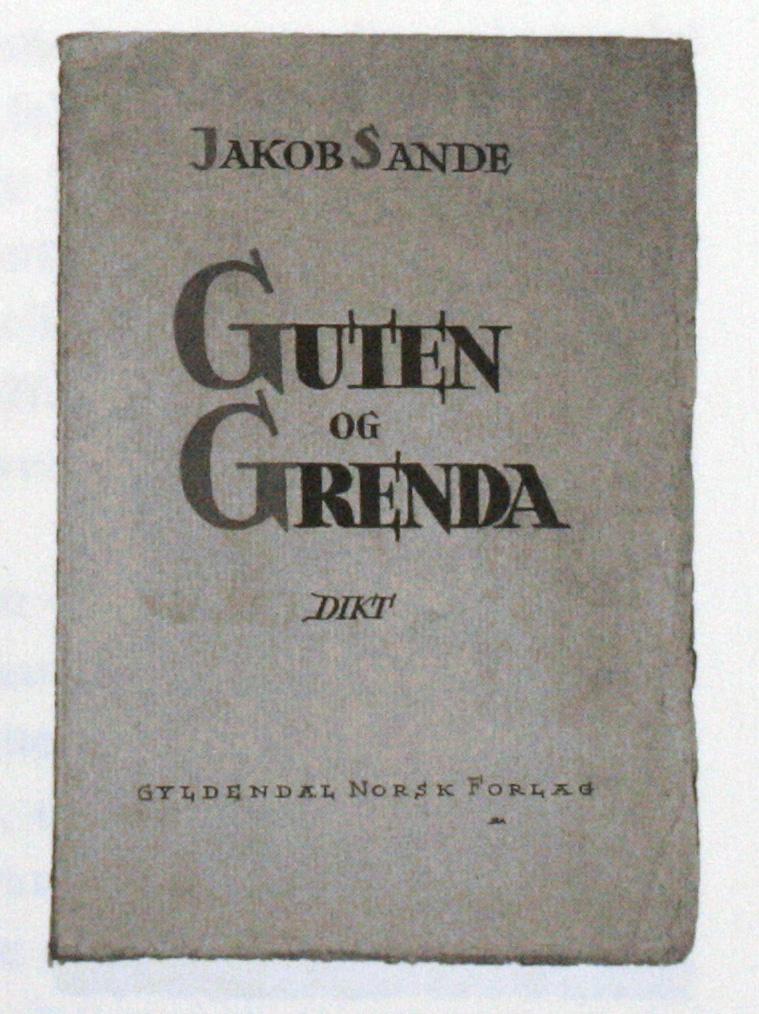 JAKOB SANDE
GUTEN
OG
GRENDA
DIKT
GYLDENDAL NORSK FORLAG